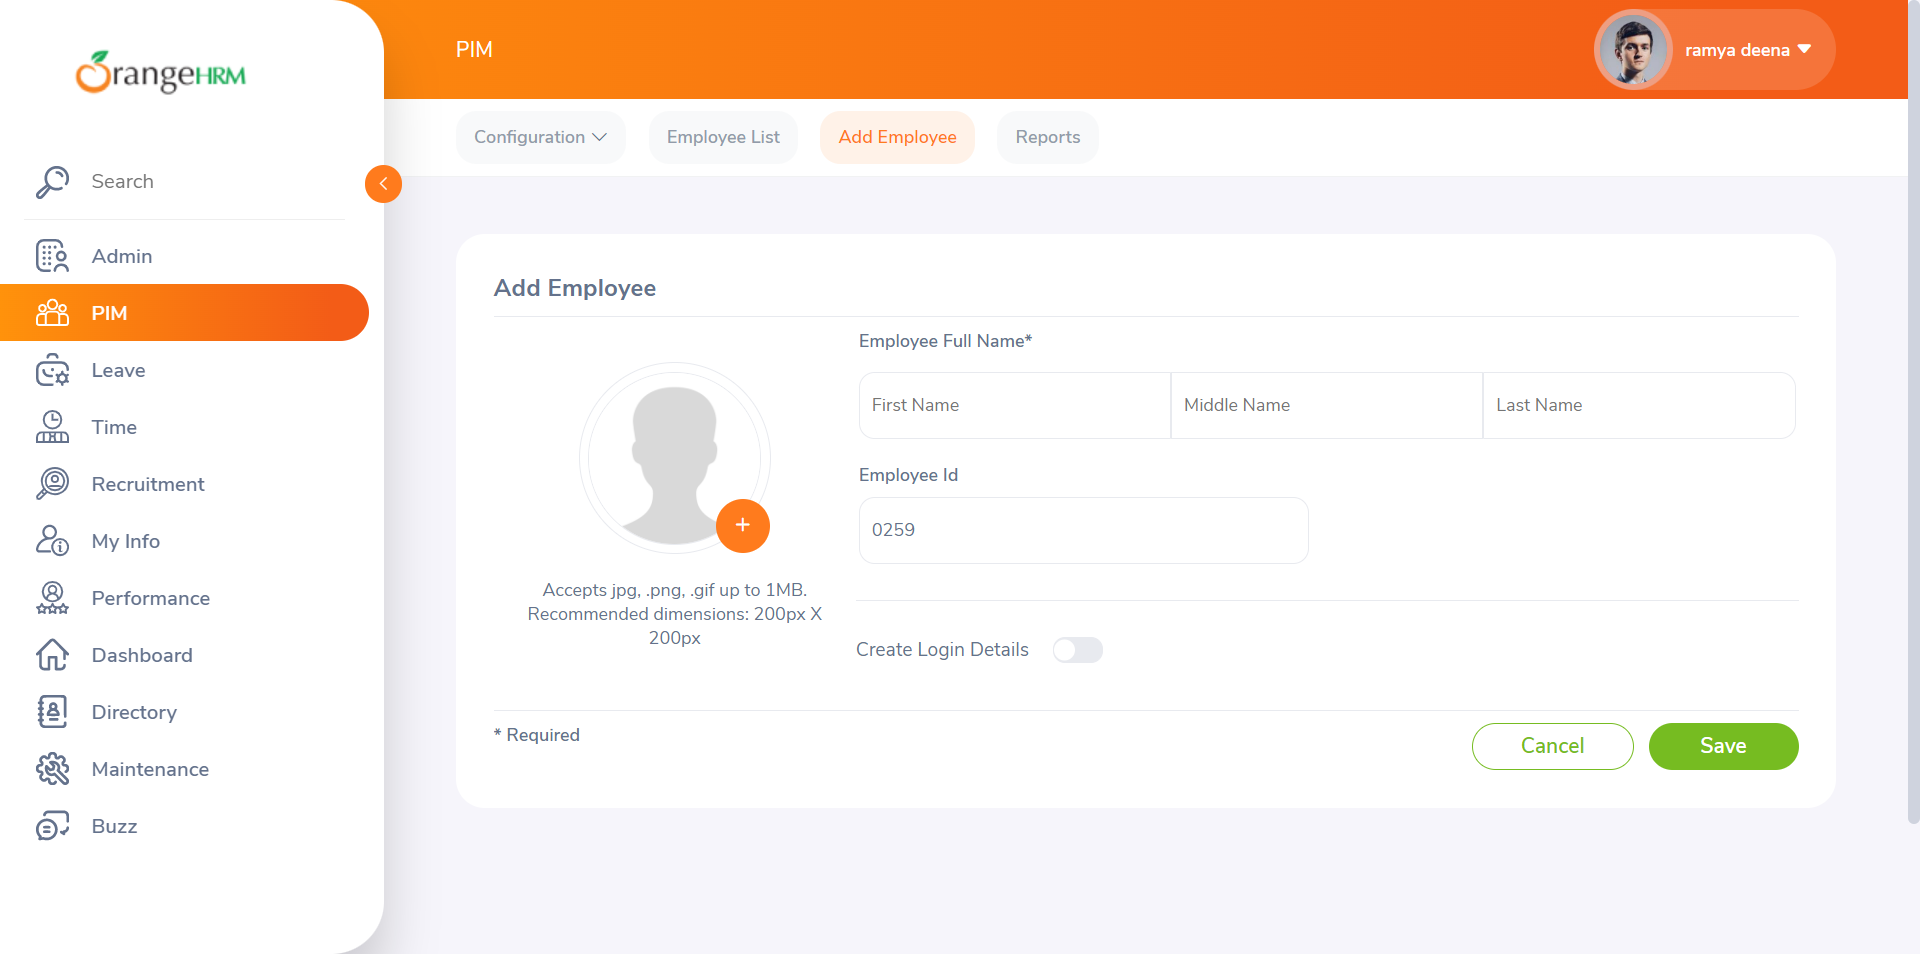 OrangeHRM
Search
Admin
PIM
Leave
Time
Recruitment
My Info
Performance
Dashboard
Directory
Maintenance
Buzz
PIM
ramya deena
Configuration
Employee List
Add Employee
Reports
Add Employee
Accepts jpg, .png, .gif up to 1MB.
Recommended dimensions: 200px X
200px
Employee Full Name*
First Name
Middle Name
Last Name
Employee Id
0259
Create Login Details
* Required
Cancel
Save